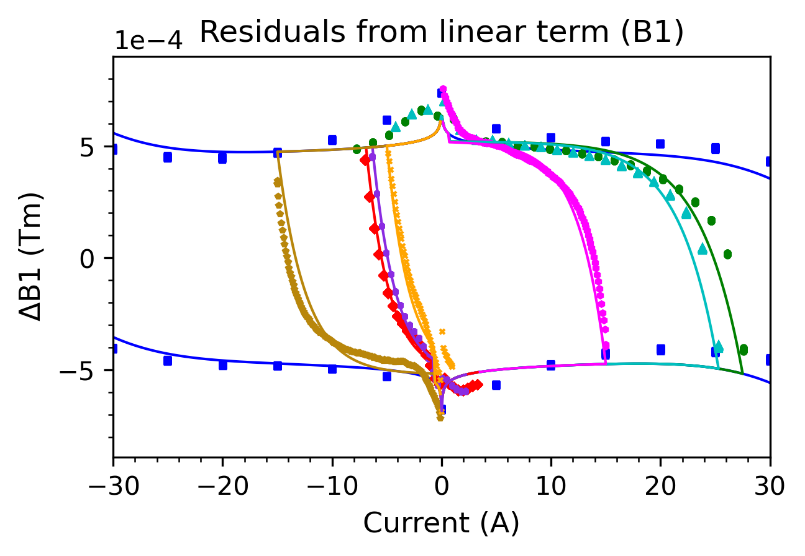 1e−4 Residuals from linear term (B1)
ΔB1 (Tm)
5
0
−5
−30 −20 −10 0 10 20 30
Current (A)